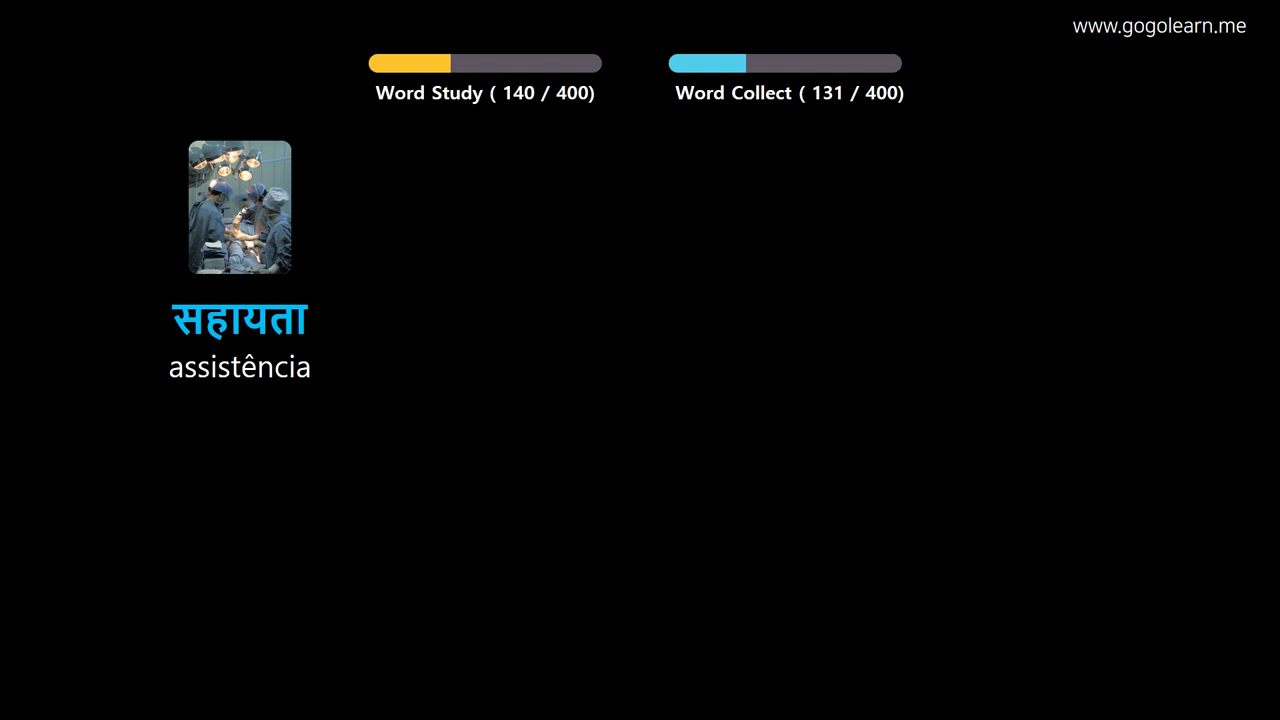 www.gogolearn.me
Word Study ( 140 / 400)
Word Collect ( 131 / 400)
सहायता
assistência